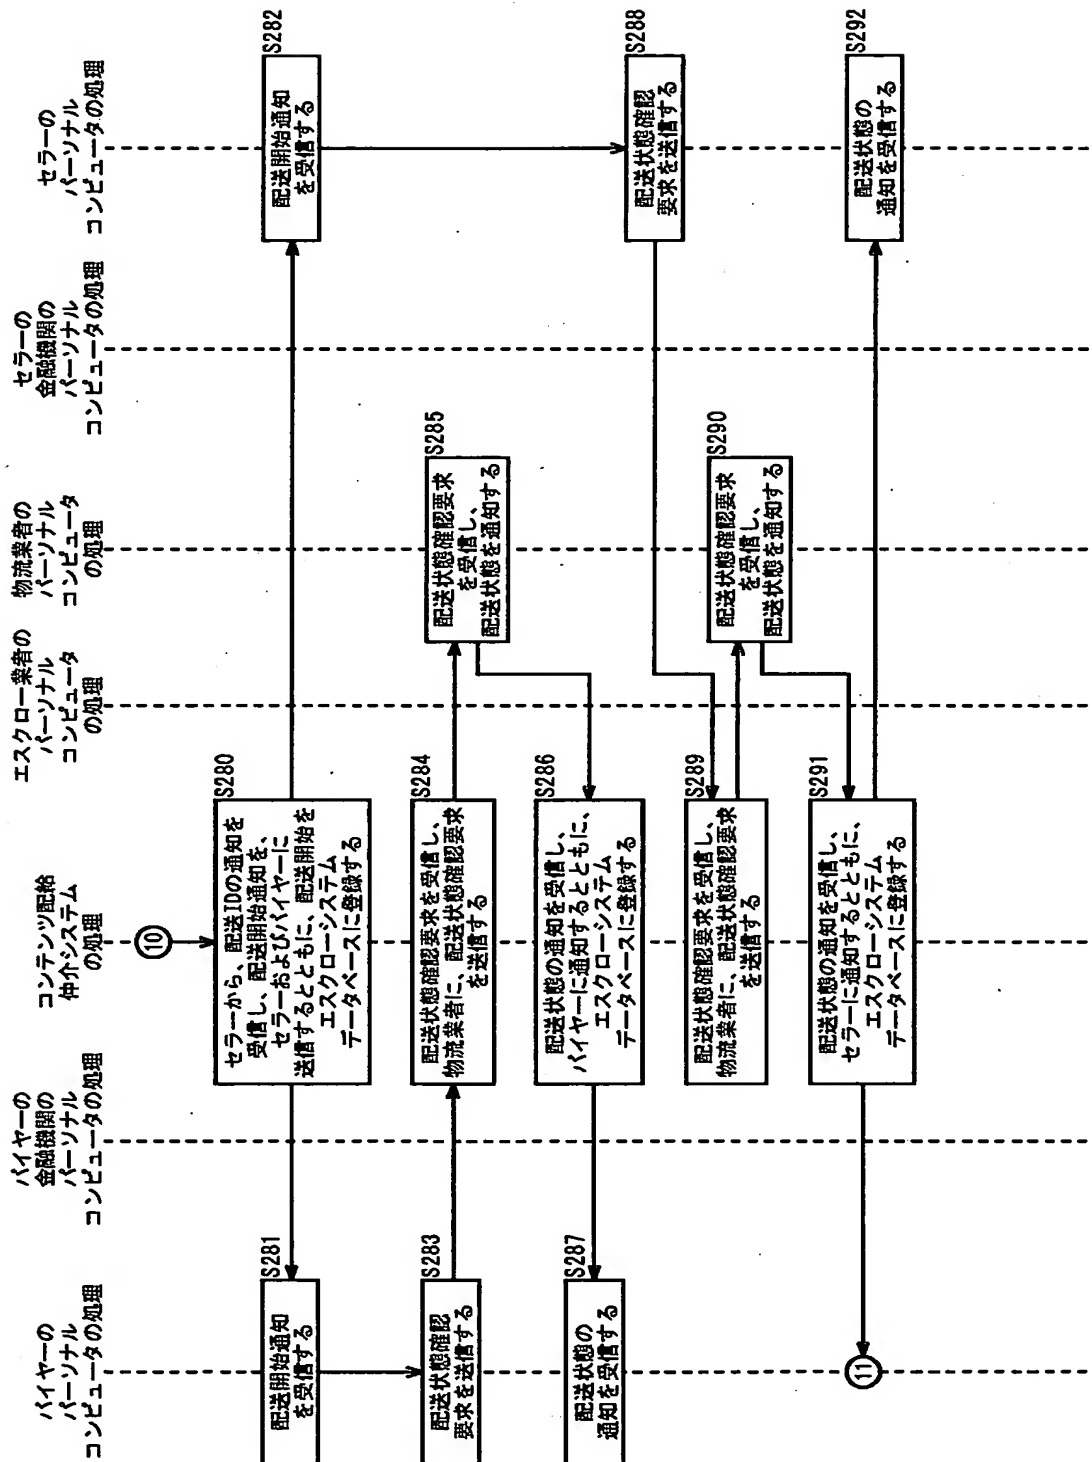 バイヤーの
パーソナル
コンピュータの処理
バイヤーの
金融機関の
パーソナル
コンピュータの処理
コンテンツ配給
仲介システム
の処理
エスクロー業者の
パーソナル
コンピュータ
の処理
物流業者の
パーソナル
コンピュータ
の処理
セラーの
金融機関の
パーソナル
コンピュータの処理
セラーの
パーソナル
コンピュータの処理
⑩
S280
セラーから、配送IDの通知を
受信し、配送開始通知を、
セラーおよびバイヤーに
送信するとともに、配送開始を
エスクローシステム
データベースに登録する
S281
配送開始通知
を受信する
S282
配送開始通知
を受信する
S283
配送状態確認
要求を送信する
S284
配送状態確認要求を受信し、
物流業者に、配送状態確認要求
を送信する
S285
配送状態確認要求
を受信し、
配送状態を通知する
S286
配送状態の通知を受信し、
バイヤーに通知するとともに、
エスクローシステム
データベースに登録する
S287
配送状態の
通知を受信する
S288
配送状態確認
要求を送信する
S289
配送状態確認要求を受信し、
物流業者に、配送状態確認要求
を送信する
S290
配送状態確認要求
を受信し、
配送状態を通知する
S291
配送状態の通知を受信し、
セラーに通知するとともに、
エスクローシステム
データベースに登録する
S292
配送状態の
通知を受信する
⑪